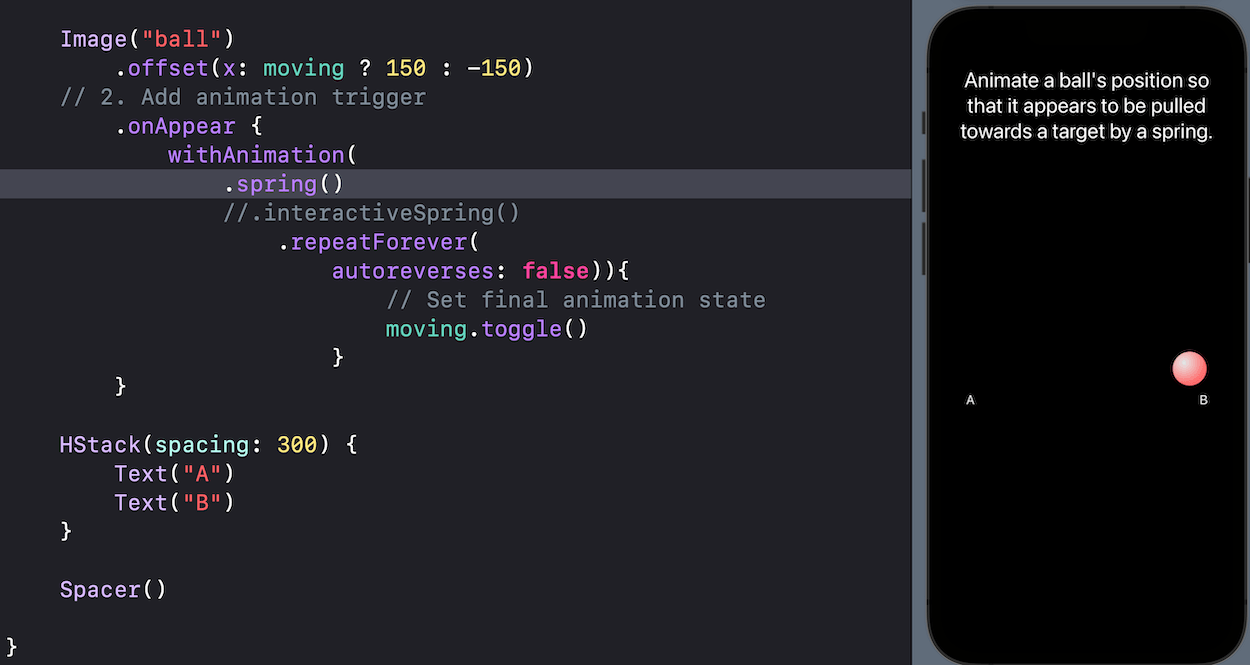 Image("ball")
.offset(x: moving ? 150 : -150)
// 2. Add animation trigger
.onAppear {
withAnimation(
.spring()
//.interactiveSpring()
.repeatForever(
autoreverses: false)){
// Set final animation state
moving.toggle()
}
}
HStack(spacing: 300) {
Text("A")
Text("B")
}
Spacer()
}
Animate a ball's position so
that it appears to be pulled
towards a target by a spring.
A B